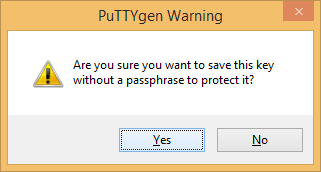 PuTTYgen Warning
Are you sure you want to save this key
without a passphrase to protect it?
Yes
No